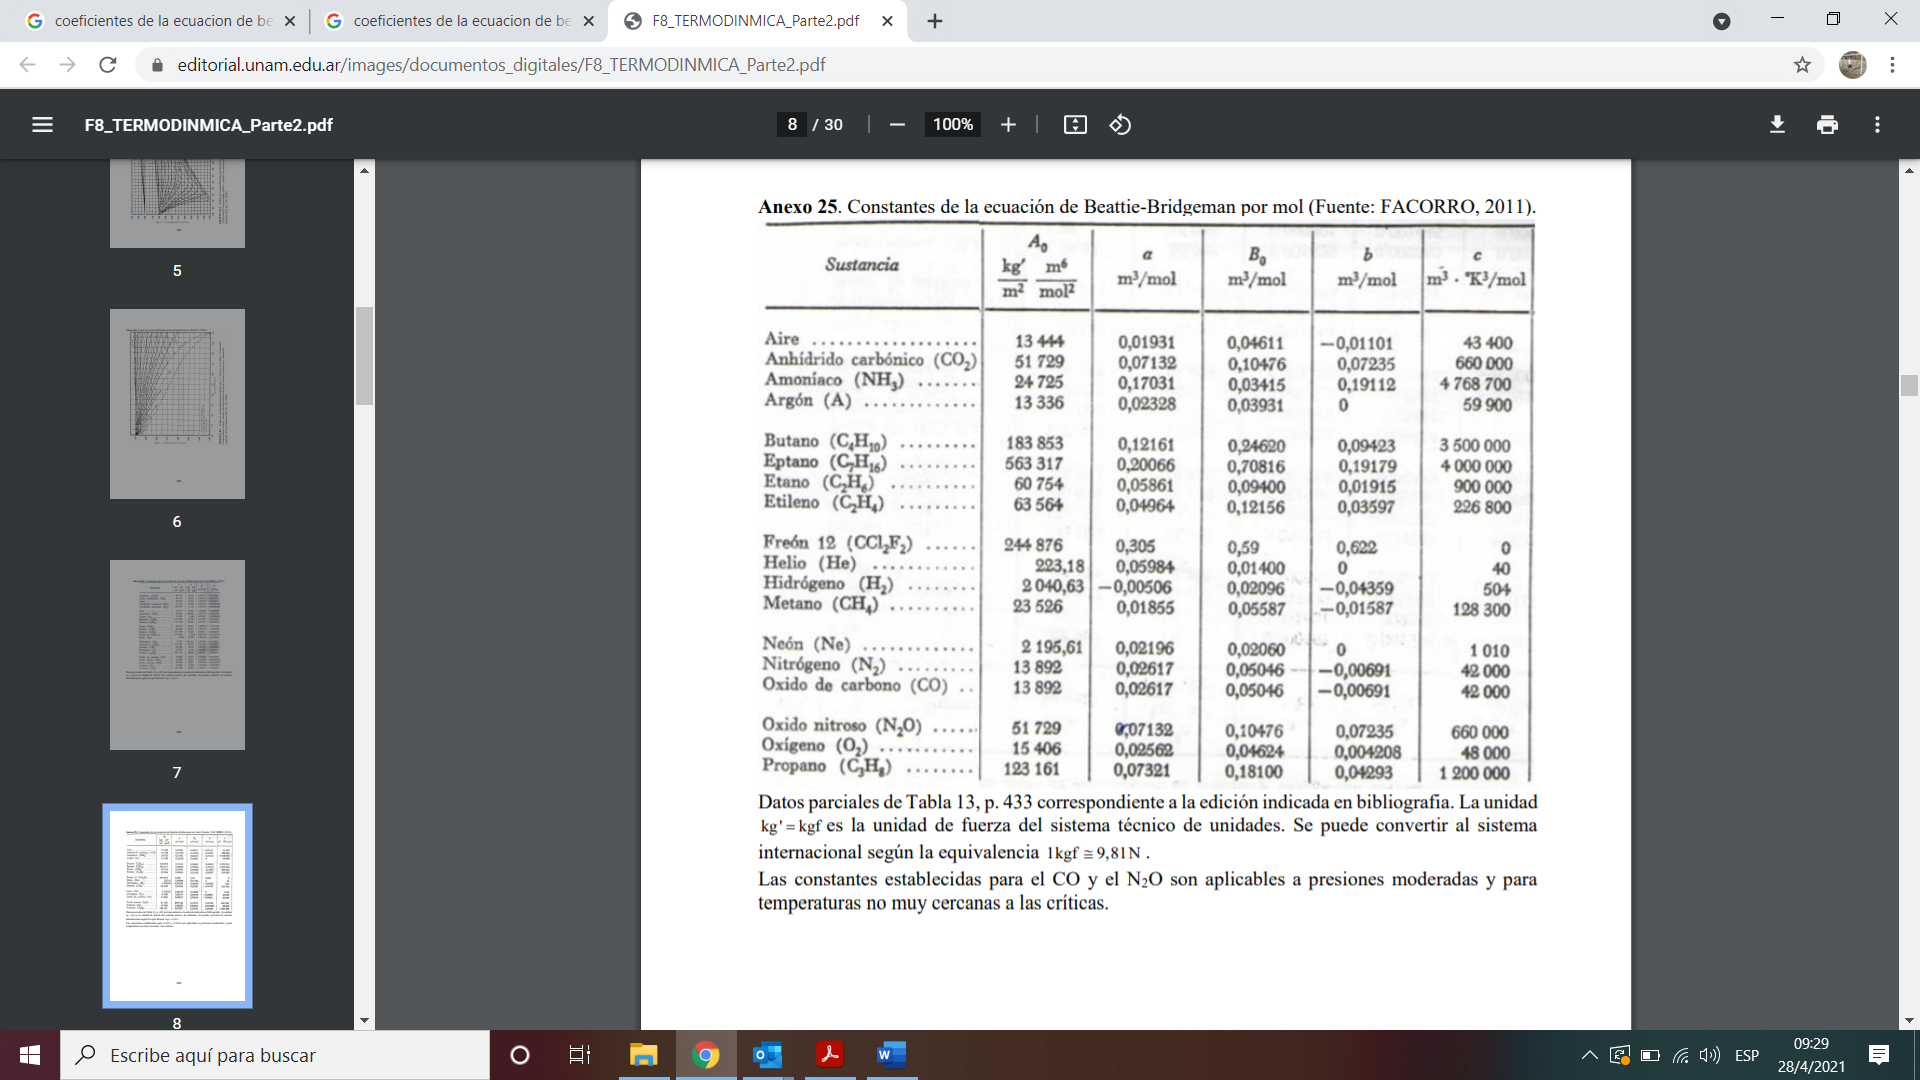 coeficientes de la ecuacion de be
coeficientes de la ecuacion de be
F8_TERMODINMICA_Parte2.pdf
editorial.unam.edu.ar/images/documentos_digitales/F8_TERMODINMICA_Parte2.pdf
F8_TERMODINMICA_Parte2.pdf
8 / 30
100%
5
6
7
8
Anexo 25. Constantes de la ecuación de Beattie-Bridgeman por mol (Fuente: FACORRO, 2011).
Sustancia A₀ kg′/m² m⁶/mol² a m³/mol B₀ m³/mol b m³/mol c m³ · °K³/mol
Aire .................. 13 444 0,01931 0,04611 −0,01101 43 400
Anhídrido carbónico (CO₂) 51 729 0,07132 0,10476 0,07235 660 000
Amoníaco (NH₃) ...... 24 725 0,17031 0,03415 0,19112 4 768 700
Argón (A) ............ 13 336 0,02328 0,03931 0 59 900
Butano (C₄H₁₀) ........ 183 853 0,12161 0,24620 0,09423 3 500 000
Eptano (C₇H₁₆) ........ 563 317 0,20066 0,70816 0,19179 4 000 000
Etano (C₂H₆) ......... 60 754 0,05861 0,09400 0,01915 900 000
Etileno (C₂H₄) ........ 63 564 0,04964 0,12156 0,03597 226 800
Freón 12 (CCl₂F₂) ...... 244 876 0,305 0,59 0,622 0
Helio (He) ........... 223,18 0,05984 0,01400 0 40
Hidrógeno (H₂) ........ 2 040,63 −0,00506 0,02096 −0,04359 504
Metano (CH₄) ......... 23 526 0,01855 0,05587 −0,01587 128 300
Neón (Ne) ............ 2 195,61 0,02196 0,02060 0 1 010
Nitrógeno (N₂) ........ 13 892 0,02617 0,05046 −0,00691 42 000
Oxido de carbono (CO) .. 13 892 0,02617 0,05046 −0,00691 42 000
Oxido nitroso (N₂O) ..... 51 729 0,07132 0,10476 0,07235 660 000
Oxígeno (O₂) .......... 15 406 0,02562 0,04624 0,004208 48 000
Propano (C₃H₈) ........ 123 161 0,07321 0,18100 0,04293 1 200 000
Datos parciales de Tabla 13, p. 433 correspondiente a la edición indicada en bibliografia. La unidad
kg' = kgf es la unidad de fuerza del sistema técnico de unidades. Se puede convertir al sistema
internacional según la equivalencia 1kgf ≅ 9,81N .
Las constantes establecidas para el CO y el N₂O son aplicables a presiones moderadas y para
temperaturas no muy cercanas a las críticas.
Escribe aquí para buscar
ESP
09:29
28/4/2021